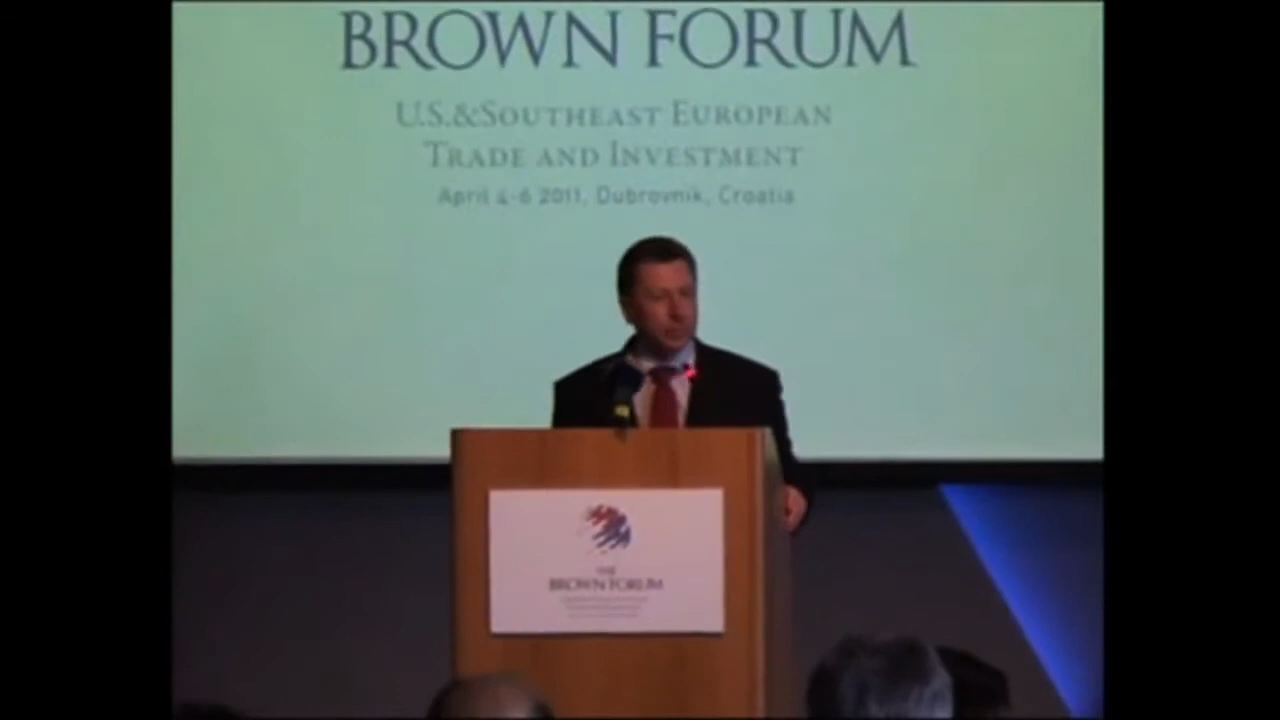 BROWN FORUM
U.S.&SOUTHEAST EUROPEAN
TRADE AND INVESTMENT
April 4-6 2011, Dubrovnik, Croatia
THE
BROWN FORUM